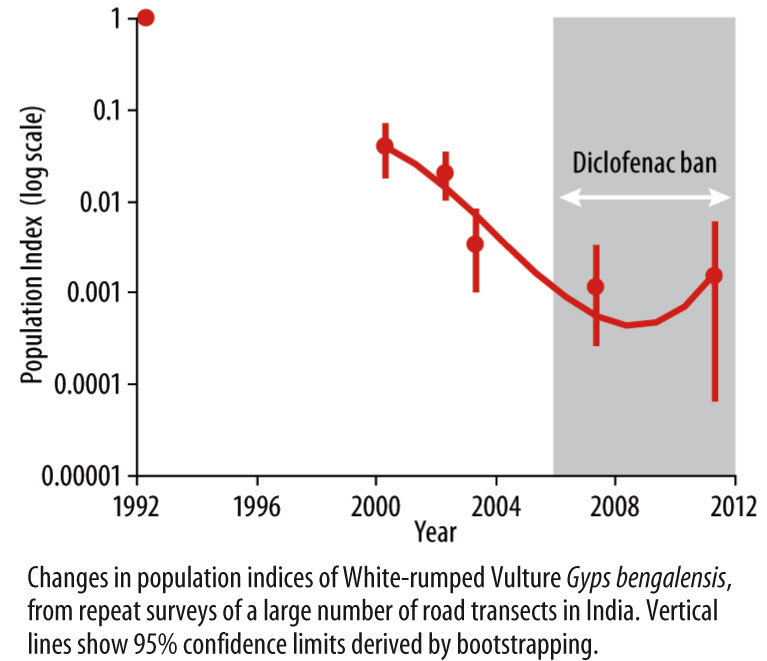 1
0.1
0.01
0.001
0.0001
0.00001
Population Index (log scale)
Diclofenac ban
1992 1996 2000 2004 2008 2012
Year
Changes in population indices of White-rumped Vulture Gyps bengalensis,
from repeat surveys of a large number of road transects in India. Vertical
lines show 95% confidence limits derived by bootstrapping.